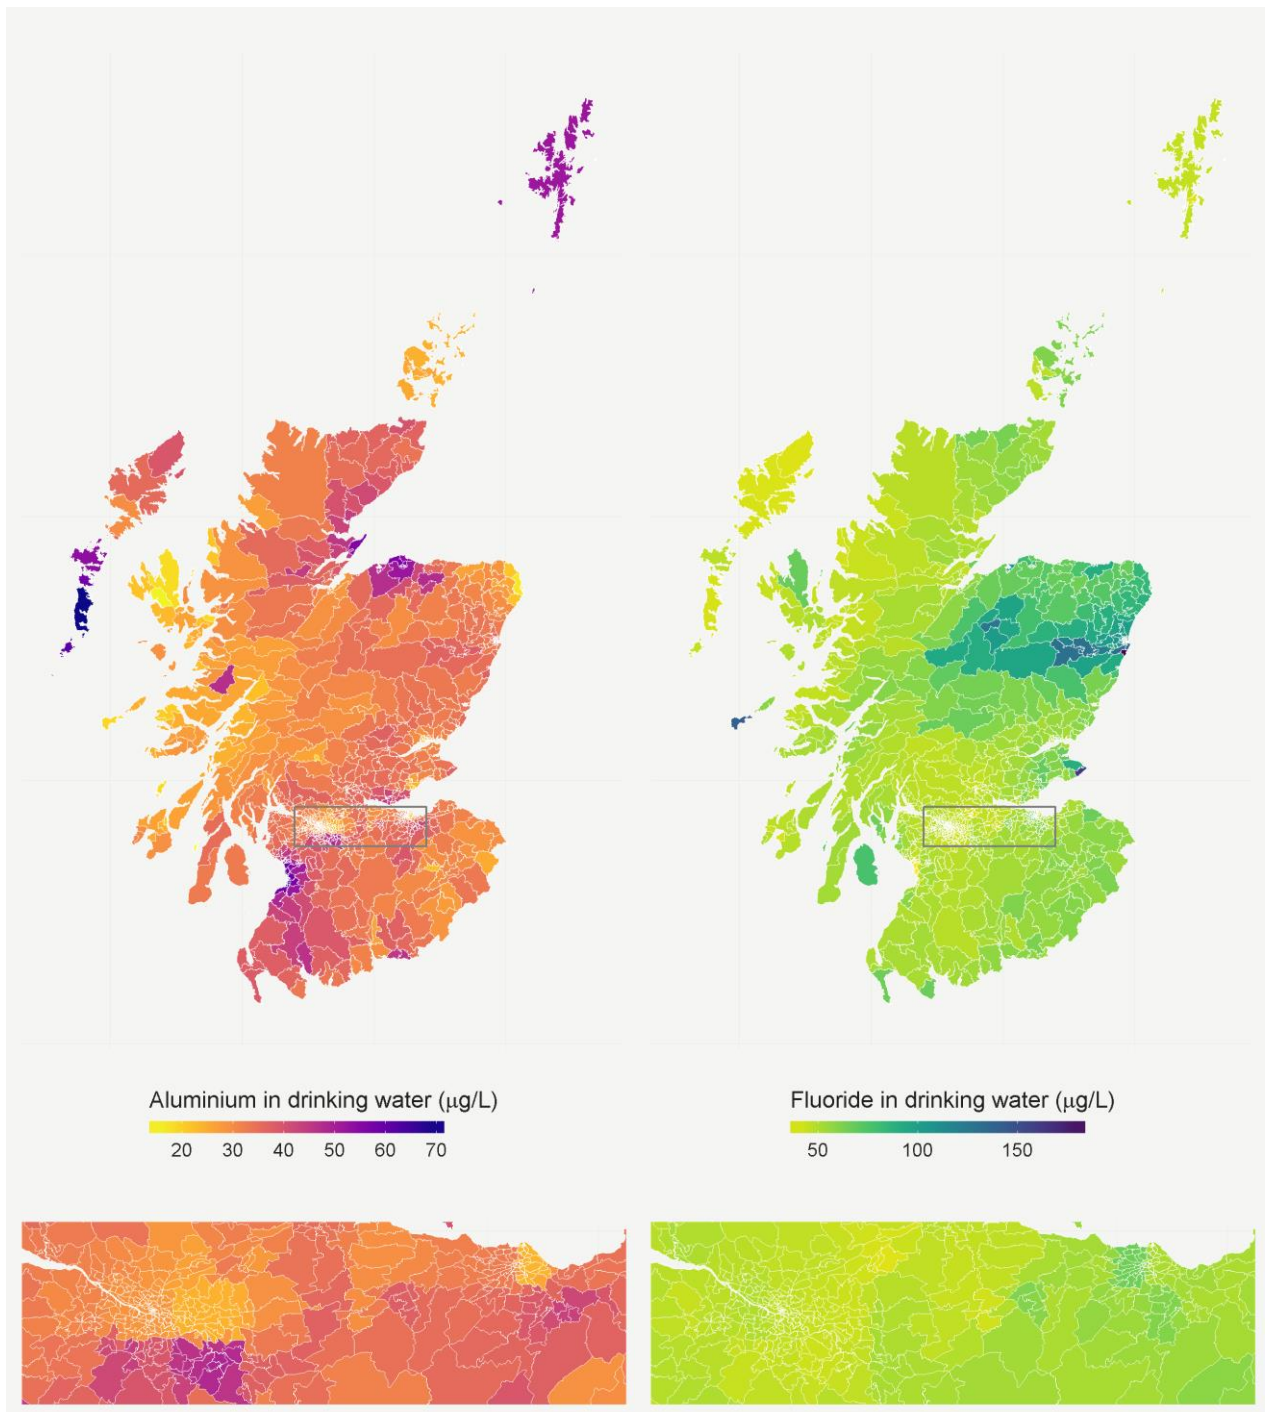 Aluminium in drinking water (μg/L)
20 30 40 50 60 70
Fluoride in drinking water (μg/L)
50 100 150